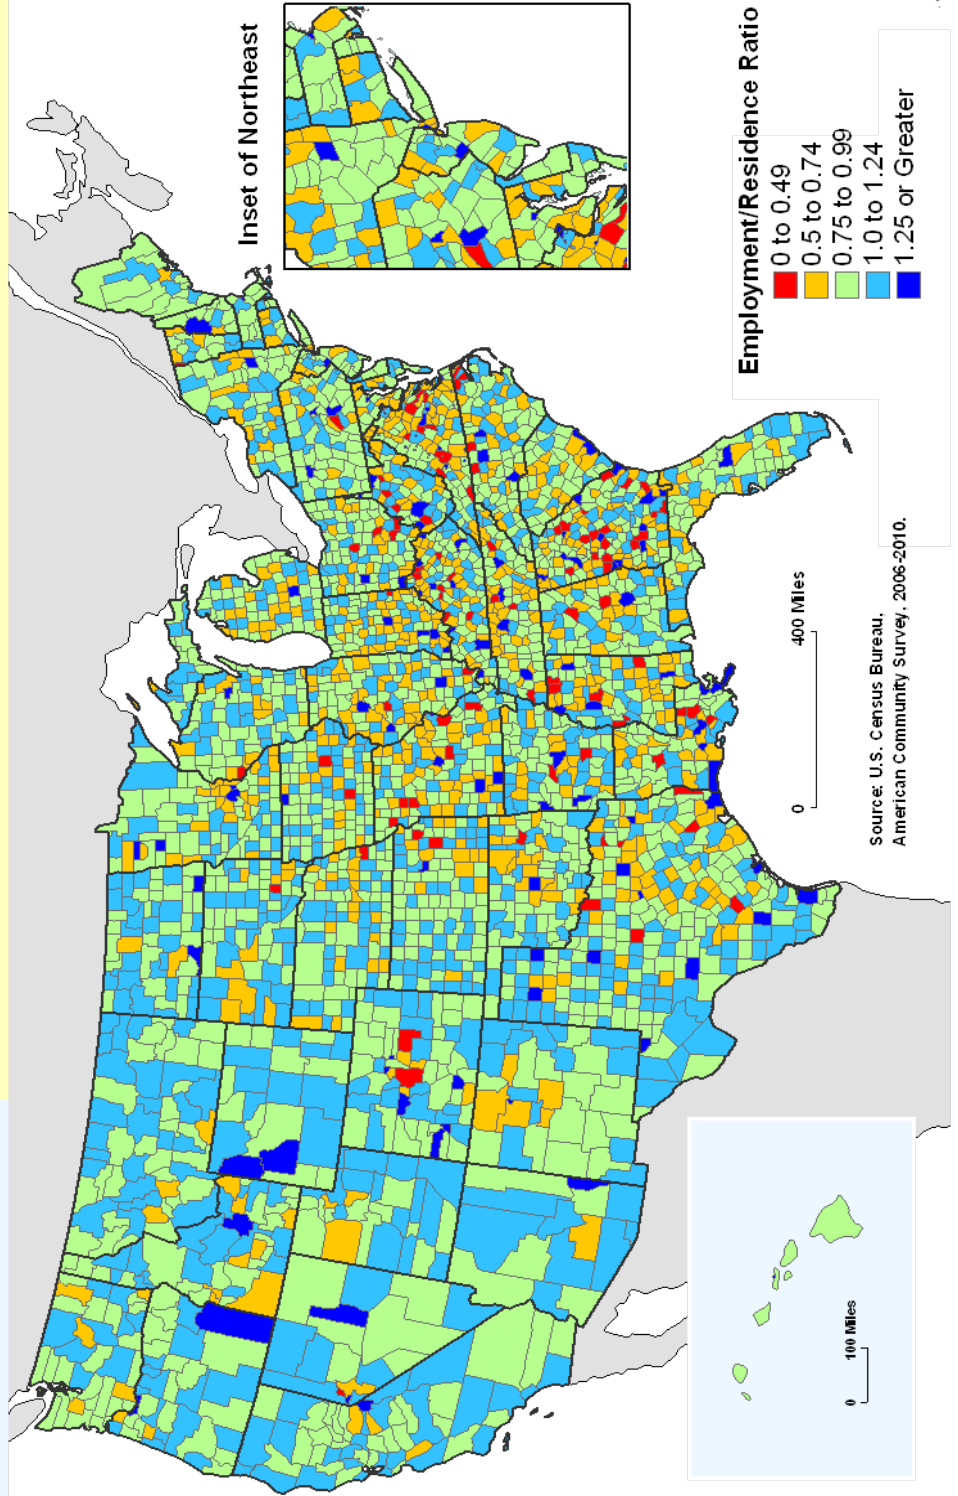 Inset of Northeast
Employment/Residence Ratio
0 to 0.49
0.5 to 0.74
0.75 to 0.99
1.0 to 1.24
1.25 or Greater
0 400 Miles
Source: U.S. Census Bureau,
American Community Survey, 2006-2010.
0 100 Miles